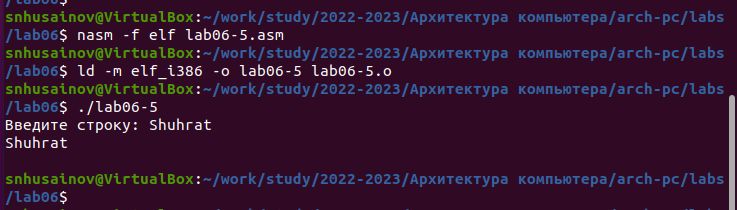 /lab06$
snhusainov@VirtualBox:~/work/study/2022-2023/Архитектура компьютера/arch-pc/labs
/lab06$ nasm -f elf lab06-5.asm
snhusainov@VirtualBox:~/work/study/2022-2023/Архитектура компьютера/arch-pc/labs
/lab06$ ld -m elf_i386 -o lab06-5 lab06-5.o
snhusainov@VirtualBox:~/work/study/2022-2023/Архитектура компьютера/arch-pc/labs
/lab06$ ./lab06-5
Введите строку: Shuhrat
Shuhrat
snhusainov@VirtualBox:~/work/study/2022-2023/Архитектура компьютера/arch-pc/labs
/lab06$